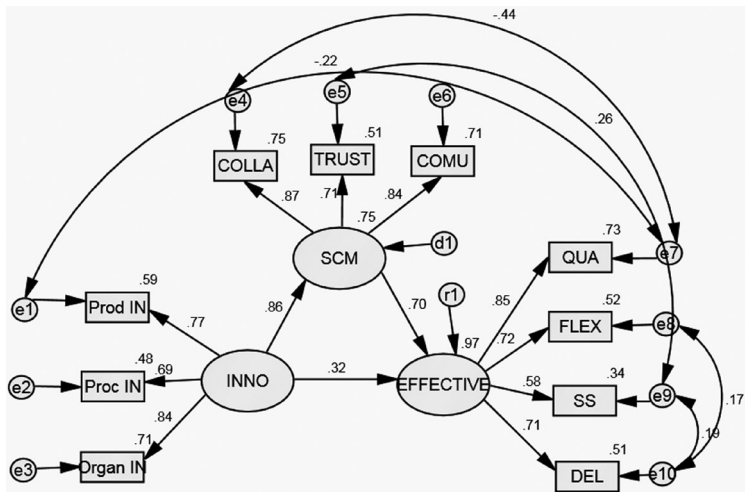 -.44
-.22
e4
e5
e6
.26
.75
.51
.71
COLLA
TRUST
COMU
.87
.71
.84
.75
.73
SCM
d1
QUA
e7
.59
r1
e1
Prod IN
.86
.70
.85
.52
.77
FLEX
e8
.97
.72
.48
.34
e2
Proc IN
.69
INNO
.32
EFFECTIVE
.58
SS
e9
.17
.84
.71
.19
.71
.51
e3
Organ IN
DEL
e10